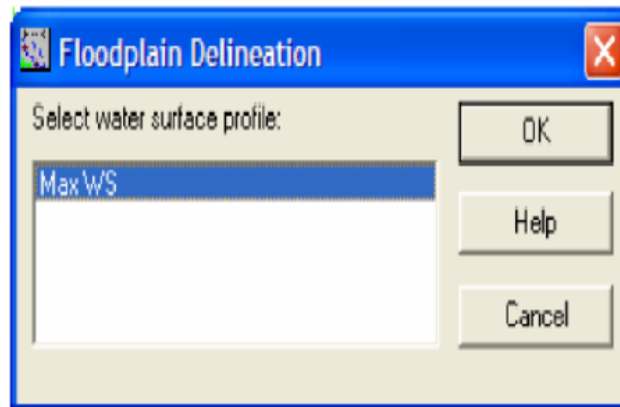 Floodplain Delineation
Select water surface profile:
Max WS
OK
Help
Cancel